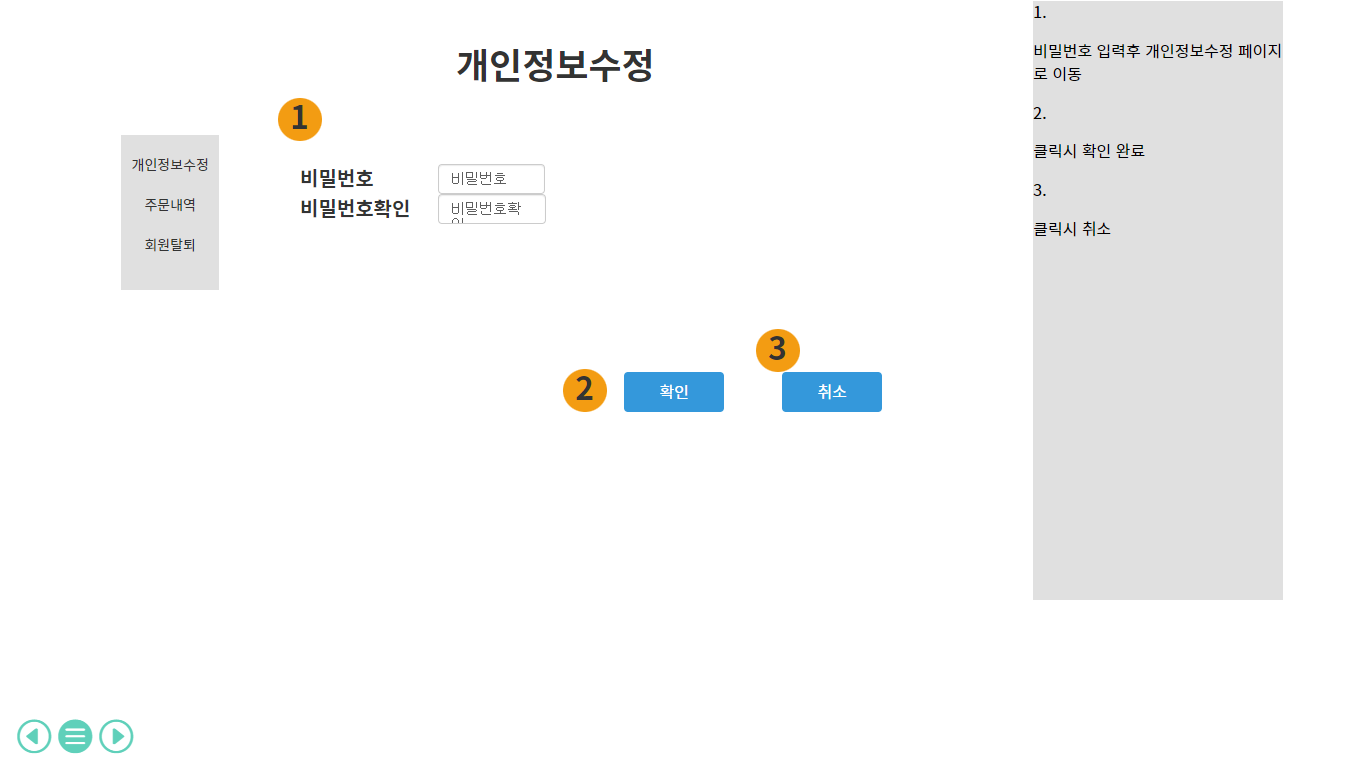 개인정보수정
1
개인정보수정
주문내역
회원탈퇴
비밀번호
비밀번호
비밀번호확인
비밀번호확
인
3
2
확인
취소
1.
비밀번호 입력후 개인정보수정 페이지
로 이동
2.
클릭시 확인 완료
3.
클릭시 취소